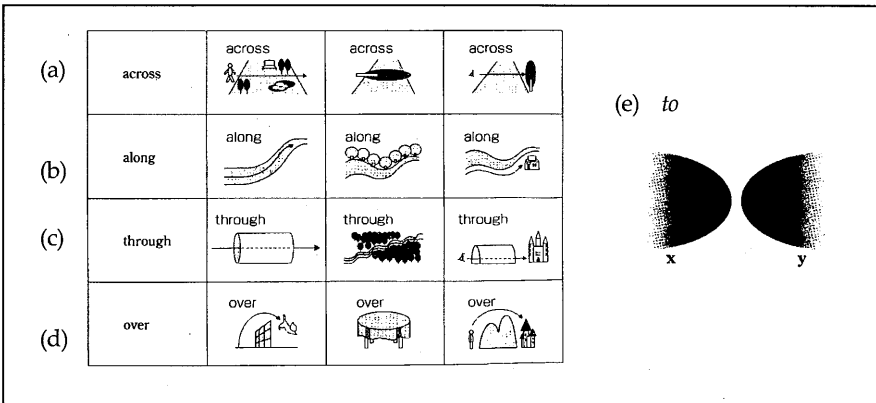 (a) across across across across
(b) along along along along
(c) through through through through
(d) over over over over
(e) to
x y